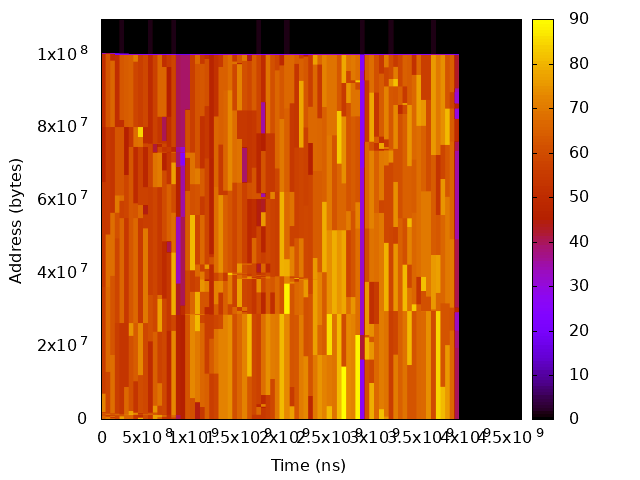 1x10 8
8x10 7
6x10 7
4x10 7
2x10 7
0
Address (bytes)
0 5x10 8 1x10 9 1.5x10 9 2x10 9 2.5x10 9 3x10 9 3.5x10 9 4x10 9 4.5x10 9
Time (ns)
90
80
70
60
50
40
30
20
10
0